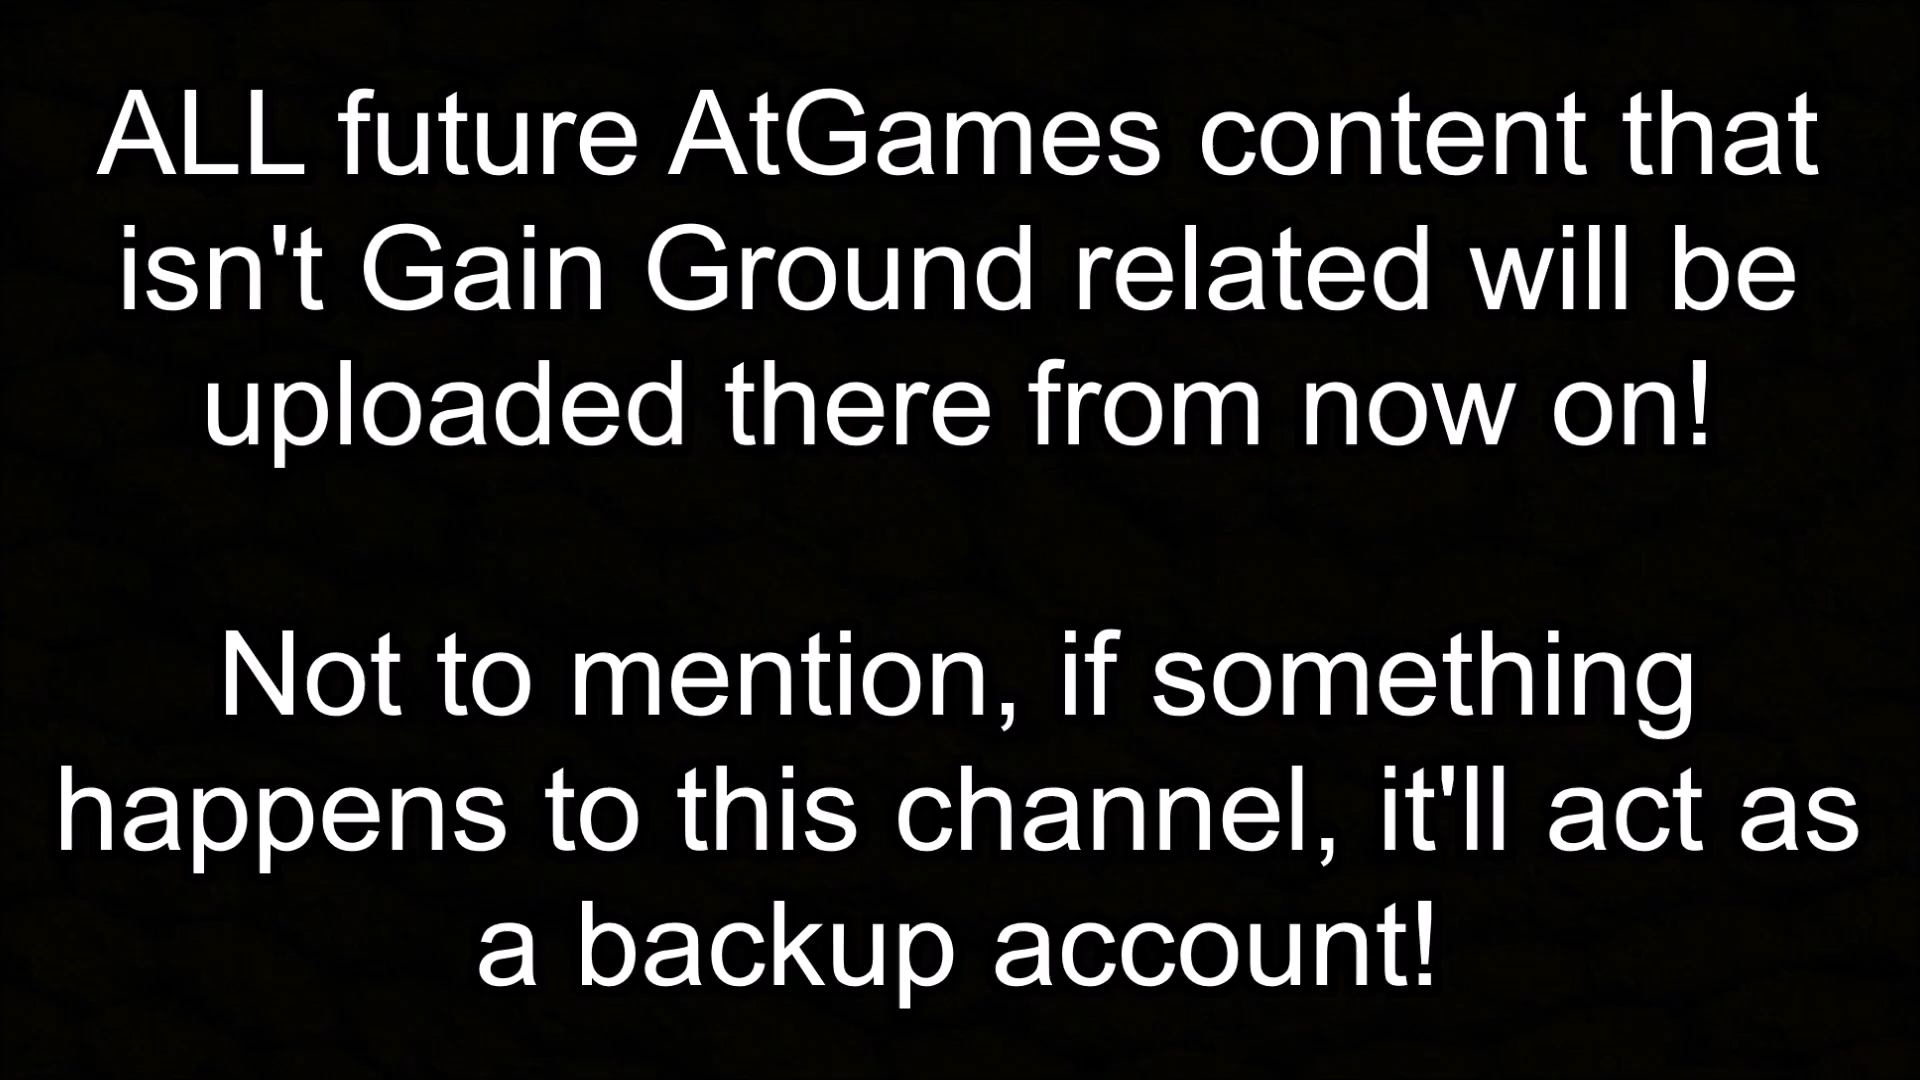 ALL future AtGames content that
isn't Gain Ground related will be
uploaded there from now on!
Not to mention, if something
happens to this channel, it'll act as
a backup account!